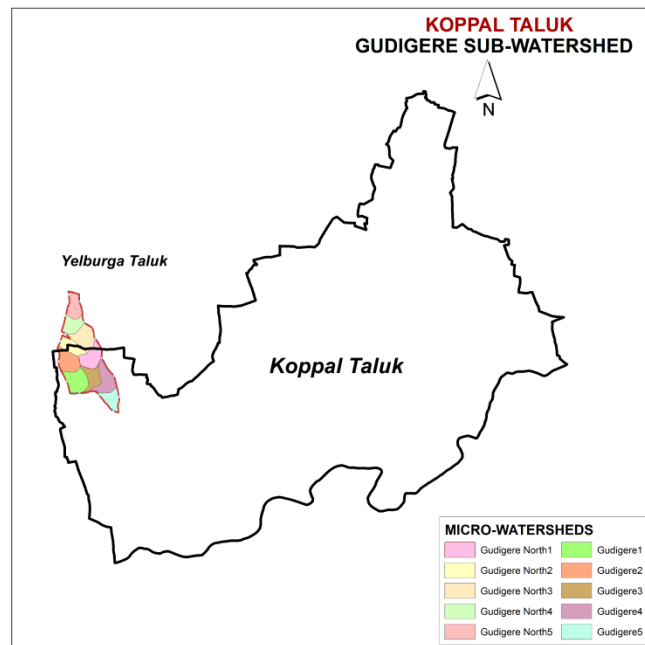 KOPPAL TALUK
GUDIGERE SUB-WATERSHED
N
Yelburga Taluk
Koppal Taluk
MICRO-WATERSHEDS
Gudigere North1 Gudigere1
Gudigere North2 Gudigere2
Gudigere North3 Gudigere3
Gudigere North4 Gudigere4
Gudigere North5 Gudigere5